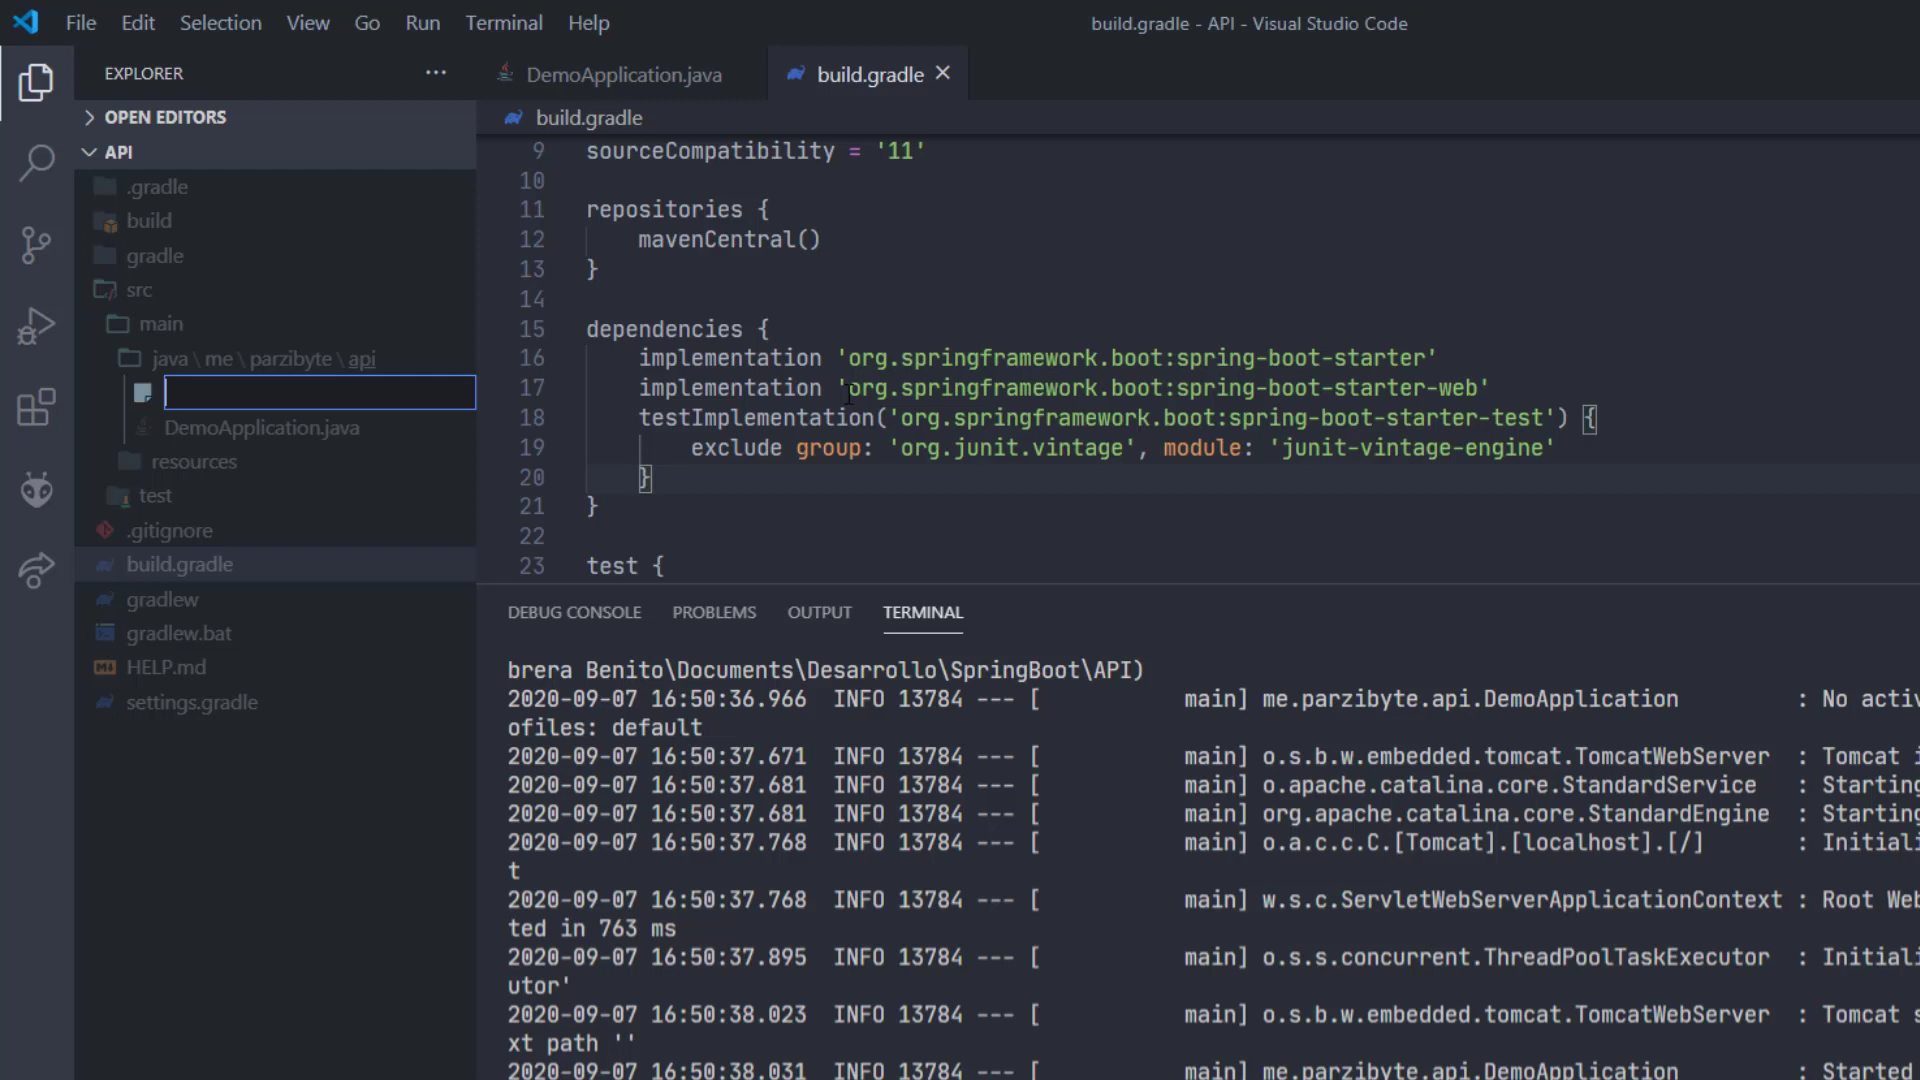 File Edit Selection View Go Run Terminal Help
build.gradle - API - Visual Studio Code
EXPLORER
DemoApplication.java
build.gradle
OPEN EDITORS
build.gradle
API
.gradle
build
gradle
src
main
java\me\parzibyte\api
DemoApplication.java
resources
test
.gitignore
build.gradle
gradlew
gradlew.bat
HELP.md
settings.gradle
9 sourceCompatibility = '11'
10
11 repositories {
12 mavenCentral()
13 }
14
15 dependencies {
16 implementation 'org.springframework.boot:spring-boot-starter'
17 implementation 'org.springframework.boot:spring-boot-starter-web'
18 testImplementation('org.springframework.boot:spring-boot-starter-test') {
19 exclude group: 'org.junit.vintage', module: 'junit-vintage-engine'
20 }
21 }
22
23 test {
DEBUG CONSOLE PROBLEMS OUTPUT TERMINAL
brera Benito\Documents\Desarrollo\SpringBoot\API)
2020-09-07 16:50:36.966 INFO 13784 --- [ main] me.parzibyte.api.DemoApplication : No activ
ofiles: default
2020-09-07 16:50:37.671 INFO 13784 --- [ main] o.s.b.w.embedded.tomcat.TomcatWebServer : Tomcat i
2020-09-07 16:50:37.681 INFO 13784 --- [ main] o.apache.catalina.core.StandardService : Starting
2020-09-07 16:50:37.681 INFO 13784 --- [ main] org.apache.catalina.core.StandardEngine : Starting
2020-09-07 16:50:37.768 INFO 13784 --- [ main] o.a.c.c.C.[Tomcat].[localhost].[/] : Initiali
t
2020-09-07 16:50:37.768 INFO 13784 --- [ main] w.s.c.ServletWebServerApplicationContext : Root Web
ted in 763 ms
2020-09-07 16:50:37.895 INFO 13784 --- [ main] o.s.s.concurrent.ThreadPoolTaskExecutor : Initiali
utor'
2020-09-07 16:50:38.023 INFO 13784 --- [ main] o.s.b.w.embedded.tomcat.TomcatWebServer : Tomcat s
xt path ''
2020-09-07 16:50:38.031 INFO 13784 --- [ main] me.parzibyte.api.DemoApplication : Started